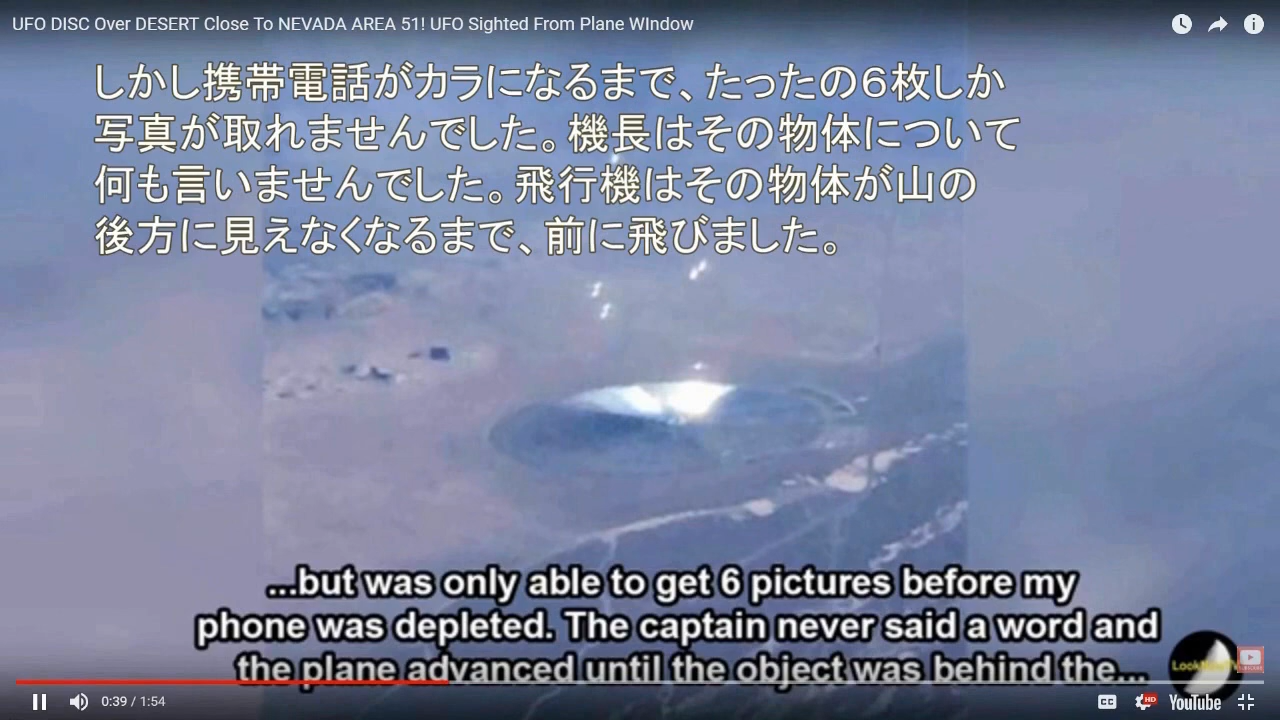 UFO DISC Over DESERT Close To NEVADA AREA 51! UFO Sighted From Plane WIndow
しかし携帯電話がカラになるまで、たったの６枚しか
写真が取れませんでした。機長はその物体について
何も言いませんでした。飛行機はその物体が山の
後方に見えなくなるまで、前に飛びました。
...but was only able to get 6 pictures before my
phone was depleted. The captain never said a word and
the plane advanced until the object was behind the...
SUBSCRIBE
0:39 / 1:54
CC
HD
YouTube